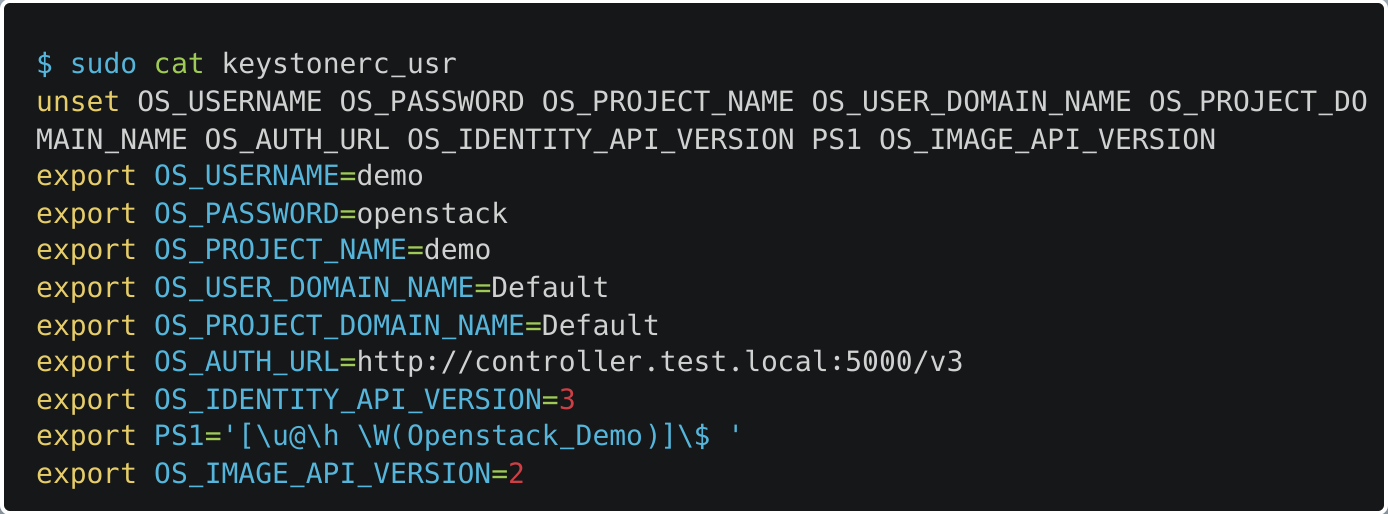 $ sudo cat keystonerc_usr
unset OS_USERNAME OS_PASSWORD OS_PROJECT_NAME OS_USER_DOMAIN_NAME OS_PROJECT_DO
MAIN_NAME OS_AUTH_URL OS_IDENTITY_API_VERSION PS1 OS_IMAGE_API_VERSION
export OS_USERNAME=demo
export OS_PASSWORD=openstack
export OS_PROJECT_NAME=demo
export OS_USER_DOMAIN_NAME=Default
export OS_PROJECT_DOMAIN_NAME=Default
export OS_AUTH_URL=http://controller.test.local:5000/v3
export OS_IDENTITY_API_VERSION=3
export PS1='[\u@\h \W(Openstack_Demo)]\$ '
export OS_IMAGE_API_VERSION=2